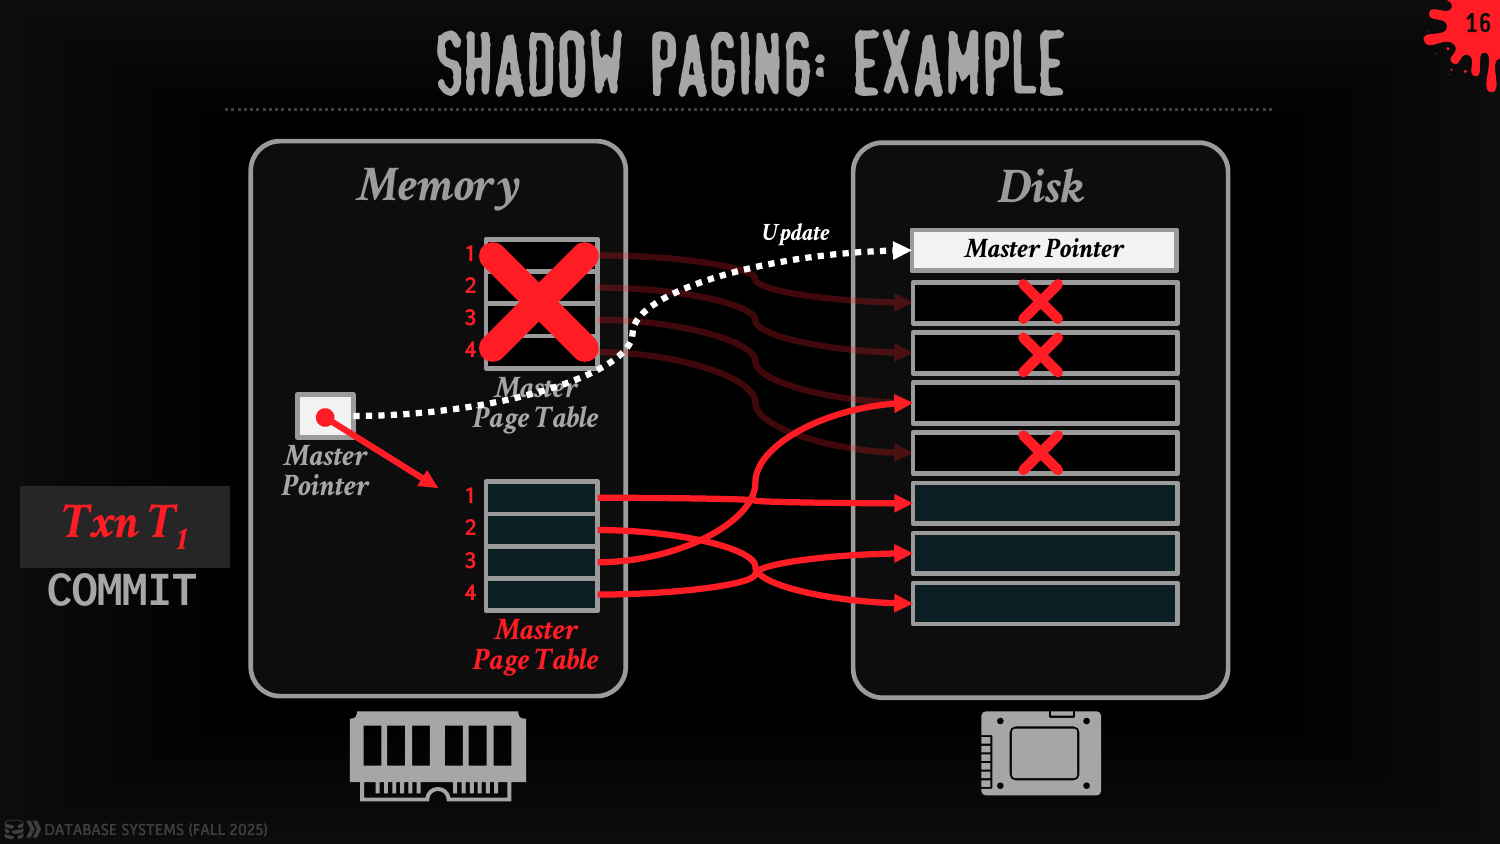 16
SHADOW PAGING: EXAMPLE
Memory
Disk
Update
Master Pointer
1
2
3
4
Master
Page Table
Master
Pointer
Txn T1
COMMIT
1
2
3
4
Master
Page Table
DATABASE SYSTEMS (FALL 2025)